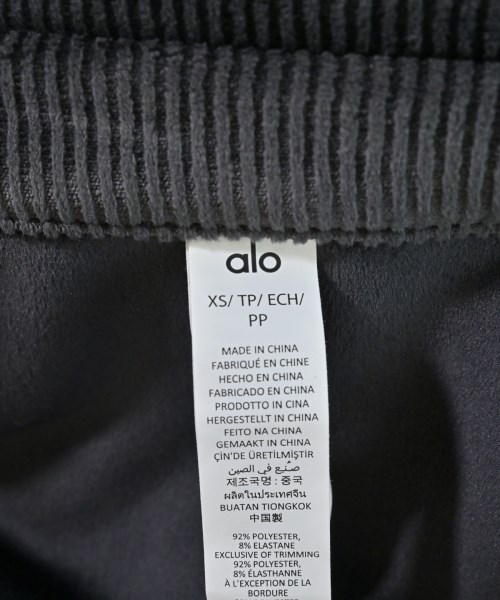 alo
XS/ TP/ ECH/
PP
MADE IN CHINA
FABRIQUÉ EN CHINE
HECHO EN CHINA
FABRICADO EN CHINA
PRODOTTO IN CINA
HERGESTELLT IN CHINA
FEITO NA CHINA
GEMAAKT IN CHINA
ÇİN'DE ÜRETİLMİŞTİR
صنع في الصين
제조국명 : 중국
ผลิตในประเทศจีน
BUATAN TIONGKOK
中国製
92% POLYESTER,
8% ELASTANE
EXCLUSIVE OF TRIMMING
92% POLYESTER,
8% ÉLASTHANNE
À L'EXCEPTION DE LA
BORDURE